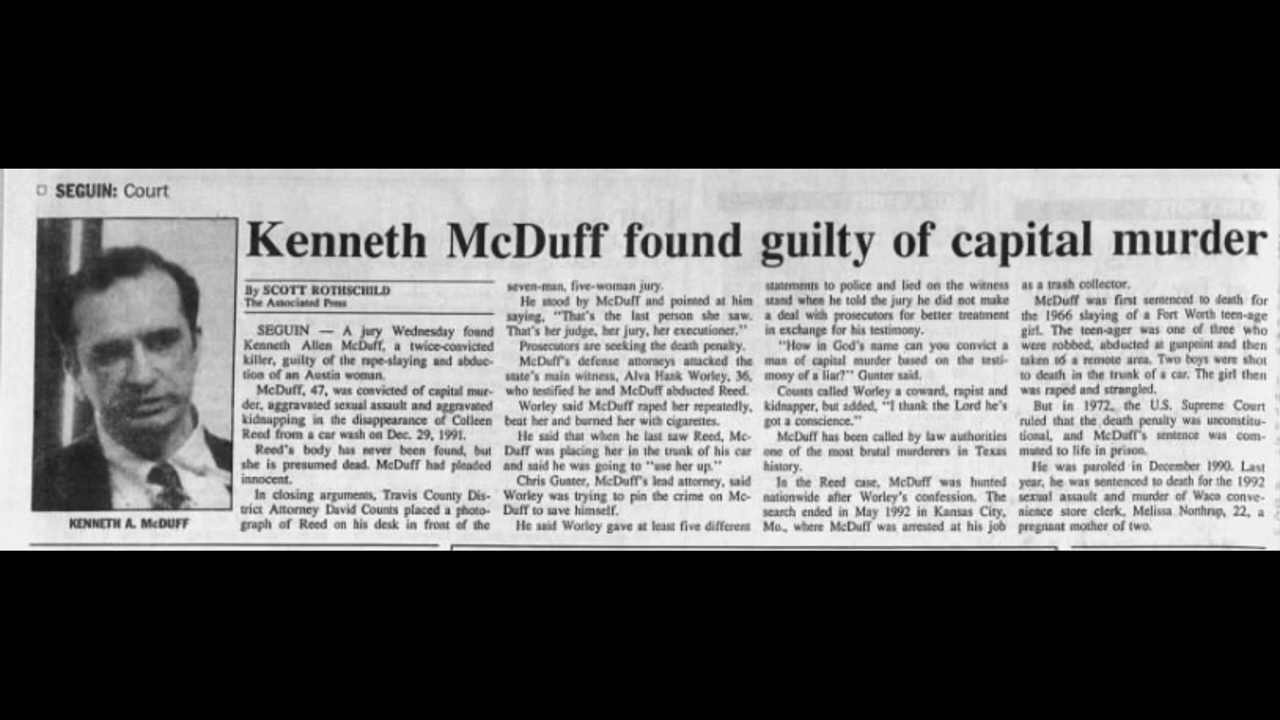 SEGUIN: Court
Kenneth McDuff found guilty of capital murder
KENNETH A. McDUFF
By SCOTT ROTHSCHILD
The Associated Press
SEGUIN — A jury Wednesday found
Kenneth Allen McDuff, a twice-convicted
killer, guilty of the rape-slaying and abduc-
tion of an Austin woman.
McDuff, 47, was convicted of capital mur-
der, aggravated sexual assault and aggravated
kidnapping in the disappearance of Colleen
Reed from a car wash on Dec. 29, 1991.
Reed's body has never been found, but
she is presumed dead. McDuff had pleaded
innocent.
In closing arguments, Travis County Dis-
trict Attorney David Counts placed a photo-
graph of Reed on his desk in front of the
seven-man, five-woman jury.
He stood by McDuff and pointed at him
saying, "That's the last person she saw.
That's her judge, her jury, her executioner."
Prosecutors are seeking the death penalty.
McDuff's defense attorneys attacked the
state's main witness, Alva Hank Worley, 36,
who testified he and McDuff abducted Reed.
Worley said McDuff raped her repeatedly,
beat her and burned her with cigarettes.
He said that when he last saw Reed, Mc-
Duff was placing her in the trunk of his car
and said he was going to "use her up."
Chris Gunter, McDuff's lead attorney, said
Worley was trying to pin the crime on Mc-
Duff to save himself.
He said Worley gave at least five different
statements to police and lied on the witness
stand when he told the jury he did not make
a deal with prosecutors for better treatment
in exchange for his testimony.
"How in God's name can you convict a
man of capital murder based on the testi-
mony of a liar?" Gunter said.
Counts called Worley a coward, rapist and
kidnapper, but added, "I thank the Lord he's
got a conscience."
McDuff has been called by law authorities
one of the most brutal murderers in Texas
history.
In the Reed case, McDuff was hunted
nationwide after Worley's confession. The
search ended in May 1992 in Kansas City,
Mo., where McDuff was arrested at his job
as a trash collector.
McDuff was first sentenced to death for
the 1966 slaying of a Fort Worth teen-age
girl. The teen-ager was one of three who
were robbed, abducted at gunpoint and then
taken to a remote area. Two boys were shot
to death in the trunk of a car. The girl then
was raped and strangled.
But in 1972, the U.S. Supreme Court
ruled that the death penalty was unconstitu-
tional, and McDuff's sentence was com-
muted to life in prison.
He was paroled in December 1990. Last
year, he was sentenced to death for the 1992
sexual assault and murder of Waco conve-
nience store clerk, Melissa Northrup, 22, a
pregnant mother of two.